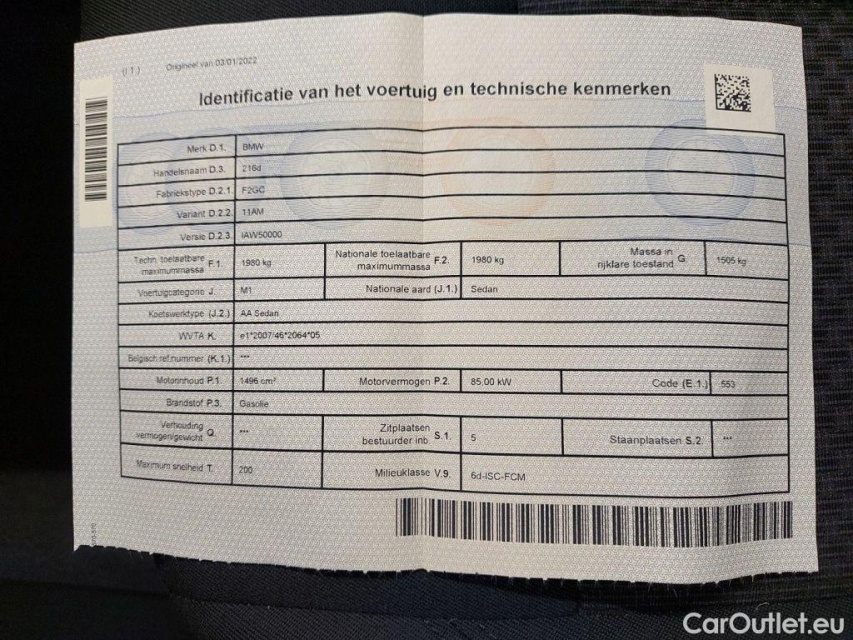 (I 1.) Origineel van 03/01/2022
Identificatie van het voertuig en technische kenmerken
Merk D.1. BMW
Handelsnaam D.3. 216d
Fabriekstype D.2.1. F2GC
Variant D.2.2. 11AM
Versie D.2.3. IAW50000
Techn. toelaatbare maximummassa F.1. 1980 kg Nationale toelaatbare maximummassa F.2. 1980 kg Massa in rijklare toestand G. 1505 kg
Voertuigcategorie J. M1 Nationale aard (J.1.) Sedan
Koetswerktype (J.2.) AA Sedan
WVTA K. e1*2007/46*2064*05
Belgisch ref.nummer (K.1.) ***
Motorinhoud P.1. 1496 cm³ Motorvermogen P.2. 85,00 kW Code (E.1.) 553
Brandstof P.3. Gasolie
Verhouding vermogen/gewicht Q. *** Zitplaatsen bestuurder inb. S.1. 5 Staanplaatsen S.2. ***
Maximum snelheid T. 200 Milieuklasse V.9. 6d-ISC-FCM
CarOutlet.eu